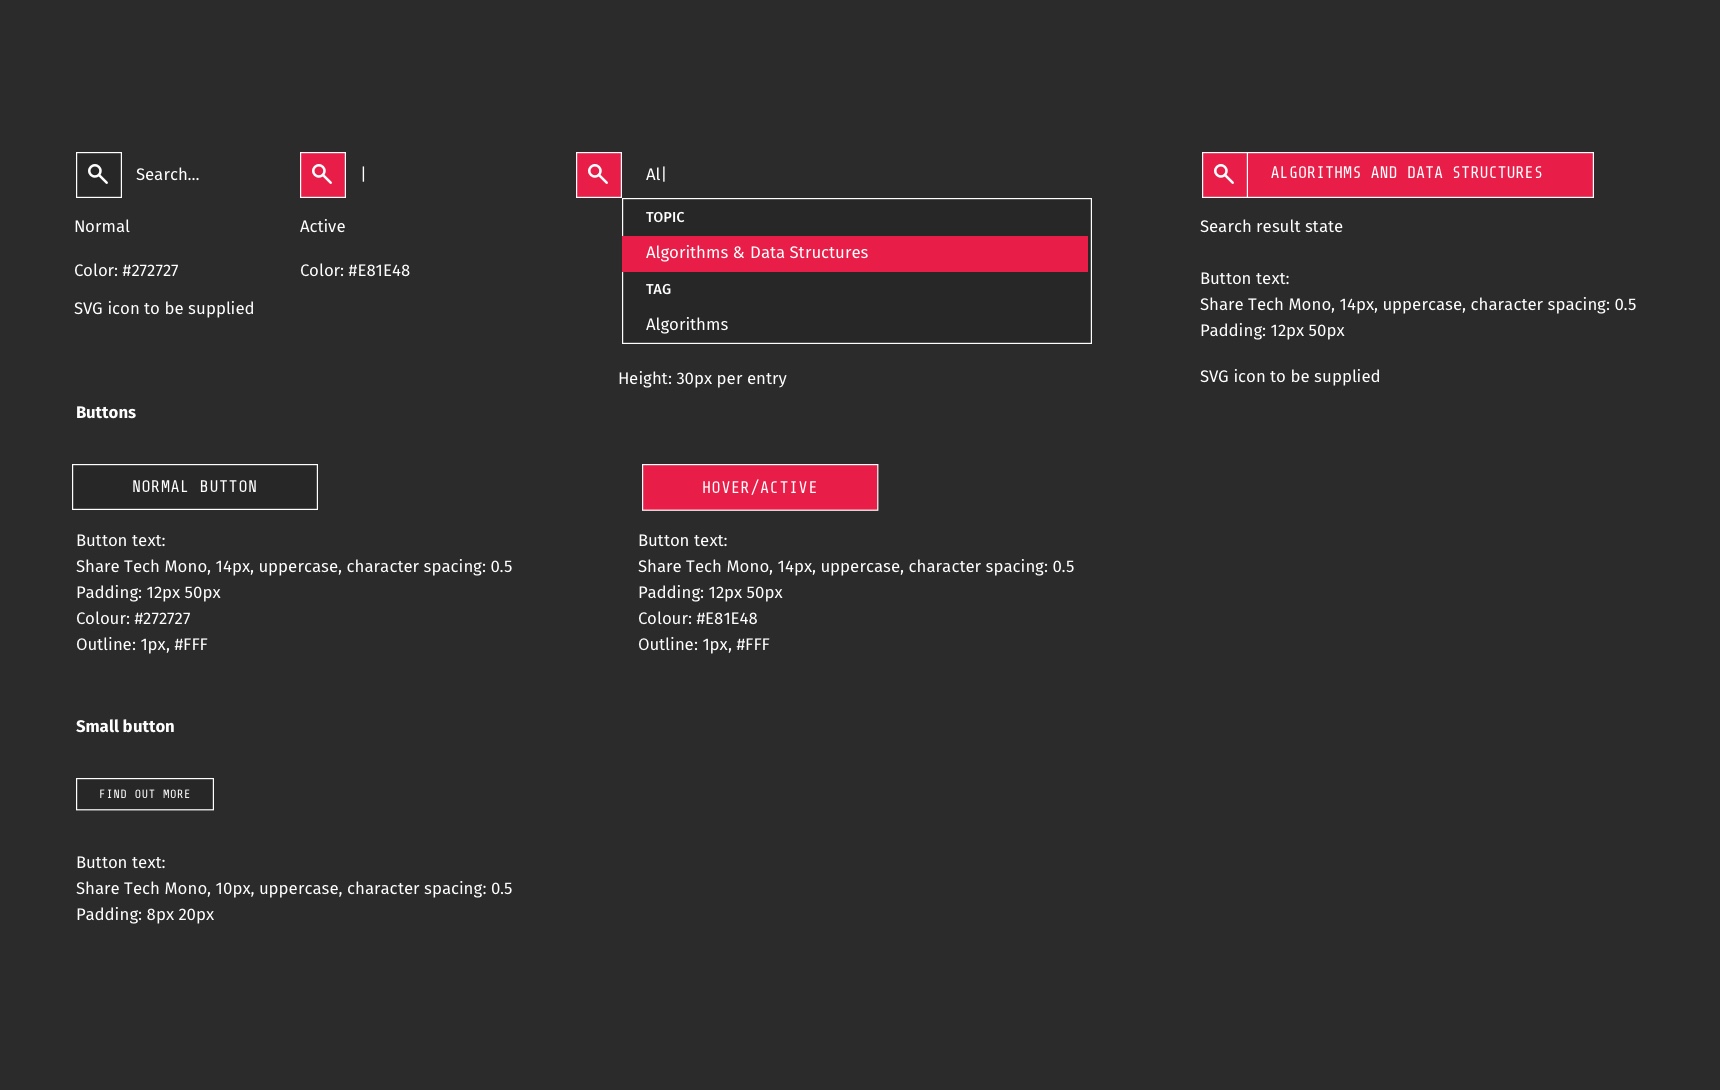 Search...
|
Al|
ALGORITHMS AND DATA STRUCTURES
Normal
Active
TOPIC
Algorithms & Data Structures
TAG
Algorithms
Search result state
Color: #272727
Color: #E81E48
SVG icon to be supplied
Height: 30px per entry
Button text:
Share Tech Mono, 14px, uppercase, character spacing: 0.5
Padding: 12px 50px
SVG icon to be supplied
Buttons
NORMAL BUTTON
Button text:
Share Tech Mono, 14px, uppercase, character spacing: 0.5
Padding: 12px 50px
Colour: #272727
Outline: 1px, #FFF
HOVER/ACTIVE
Button text:
Share Tech Mono, 14px, uppercase, character spacing: 0.5
Padding: 12px 50px
Colour: #E81E48
Outline: 1px, #FFF
Small button
FIND OUT MORE
Button text:
Share Tech Mono, 10px, uppercase, character spacing: 0.5
Padding: 8px 20px